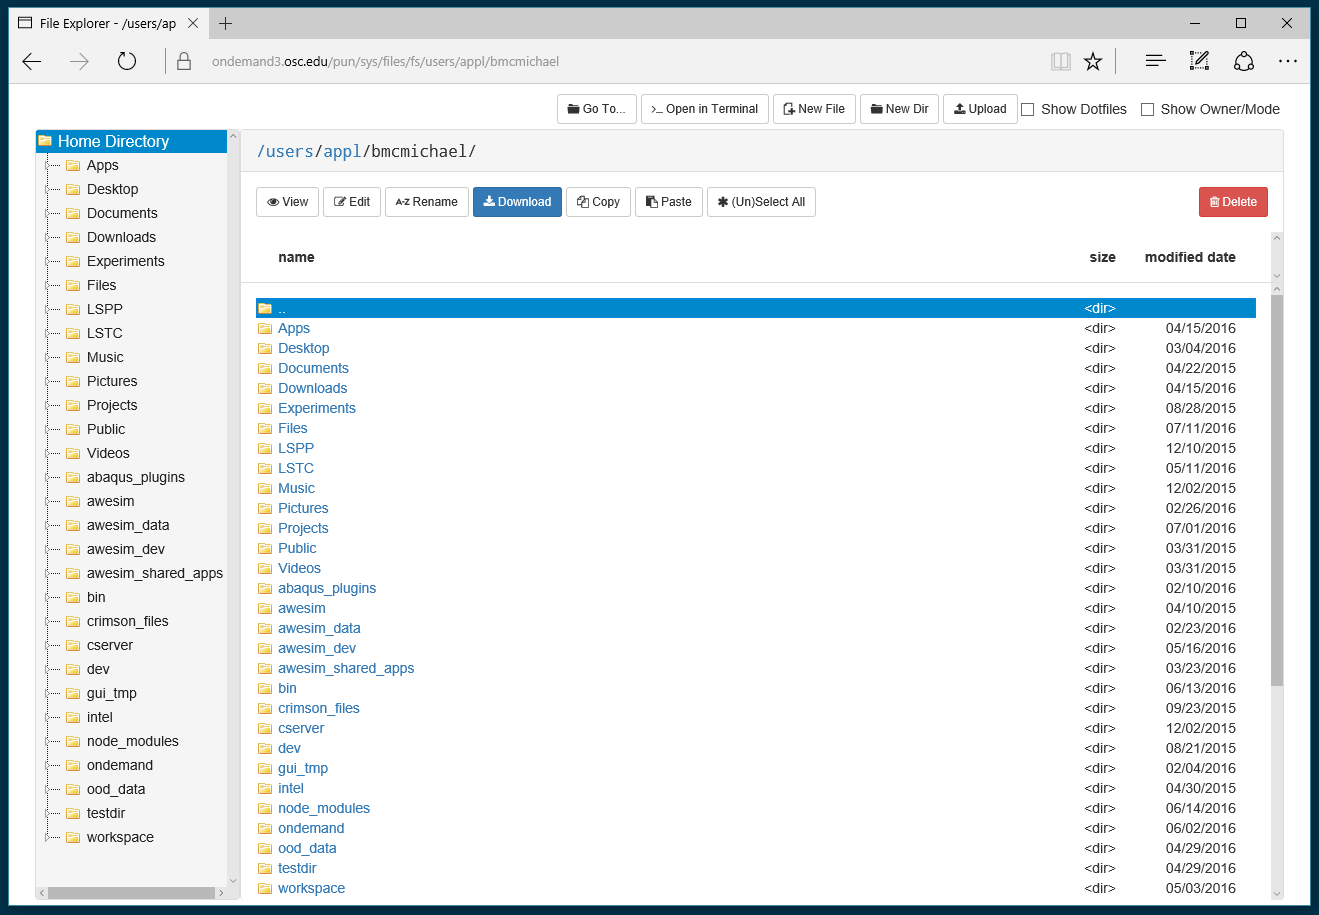 File Explorer - /users/ap
ondemand3.osc.edu/pun/sys/files/fs/users/appl/bmcmichael
Go To... >_ Open in Terminal New File New Dir Upload Show Dotfiles Show Owner/Mode
Home Directory
Apps
Desktop
Documents
Downloads
Experiments
Files
LSPP
LSTC
Music
Pictures
Projects
Public
Videos
abaqus_plugins
awesim
awesim_data
awesim_dev
awesim_shared_apps
bin
crimson_files
cserver
dev
gui_tmp
intel
node_modules
ondemand
ood_data
testdir
workspace
/users/appl/bmcmichael/
View Edit A-Z Rename Download Copy Paste (Un)Select All Delete
name size modified date
.. <dir>
Apps <dir> 04/15/2016
Desktop <dir> 03/04/2016
Documents <dir> 04/22/2015
Downloads <dir> 04/15/2016
Experiments <dir> 08/28/2015
Files <dir> 07/11/2016
LSPP <dir> 12/10/2015
LSTC <dir> 05/11/2016
Music <dir> 12/02/2015
Pictures <dir> 02/26/2016
Projects <dir> 07/01/2016
Public <dir> 03/31/2015
Videos <dir> 03/31/2015
abaqus_plugins <dir> 02/10/2016
awesim <dir> 04/10/2015
awesim_data <dir> 02/23/2016
awesim_dev <dir> 05/16/2016
awesim_shared_apps <dir> 03/23/2016
bin <dir> 06/13/2016
crimson_files <dir> 09/23/2015
cserver <dir> 12/02/2015
dev <dir> 08/21/2015
gui_tmp <dir> 02/04/2016
intel <dir> 04/30/2015
node_modules <dir> 06/14/2016
ondemand <dir> 06/02/2016
ood_data <dir> 04/29/2016
testdir <dir> 04/29/2016
workspace <dir> 05/03/2016